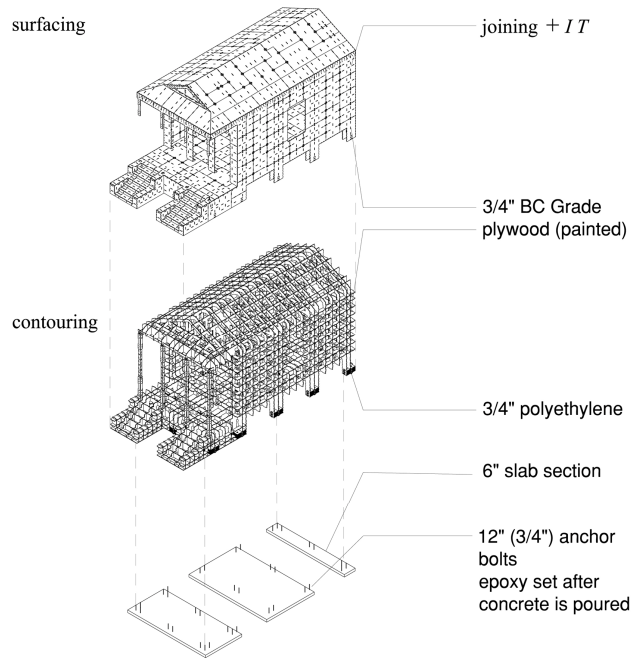 surfacing
joining + I T
3/4" BC Grade
plywood (painted)
contouring
3/4" polyethylene
6" slab section
12" (3/4") anchor
bolts
epoxy set after
concrete is poured